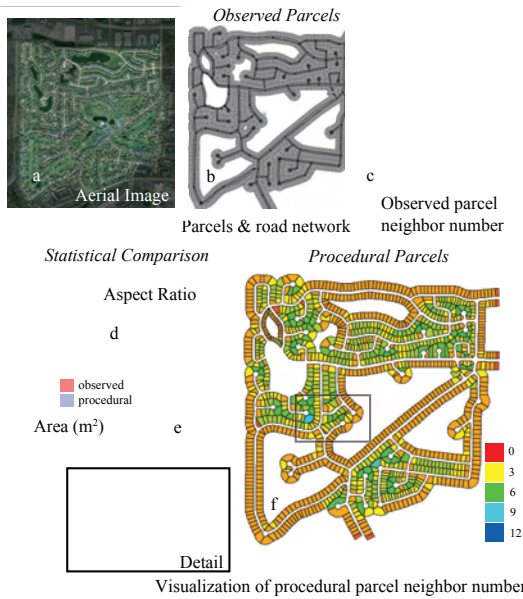 Observed Parcels
a
Aerial Image
b
c
Parcels & road network
Observed parcel
neighbor number
Statistical Comparison
Procedural Parcels
Aspect Ratio
d
observed
procedural
Area (m²)
e
f
0
3
6
9
12
Detail
Visualization of procedural parcel neighbor number